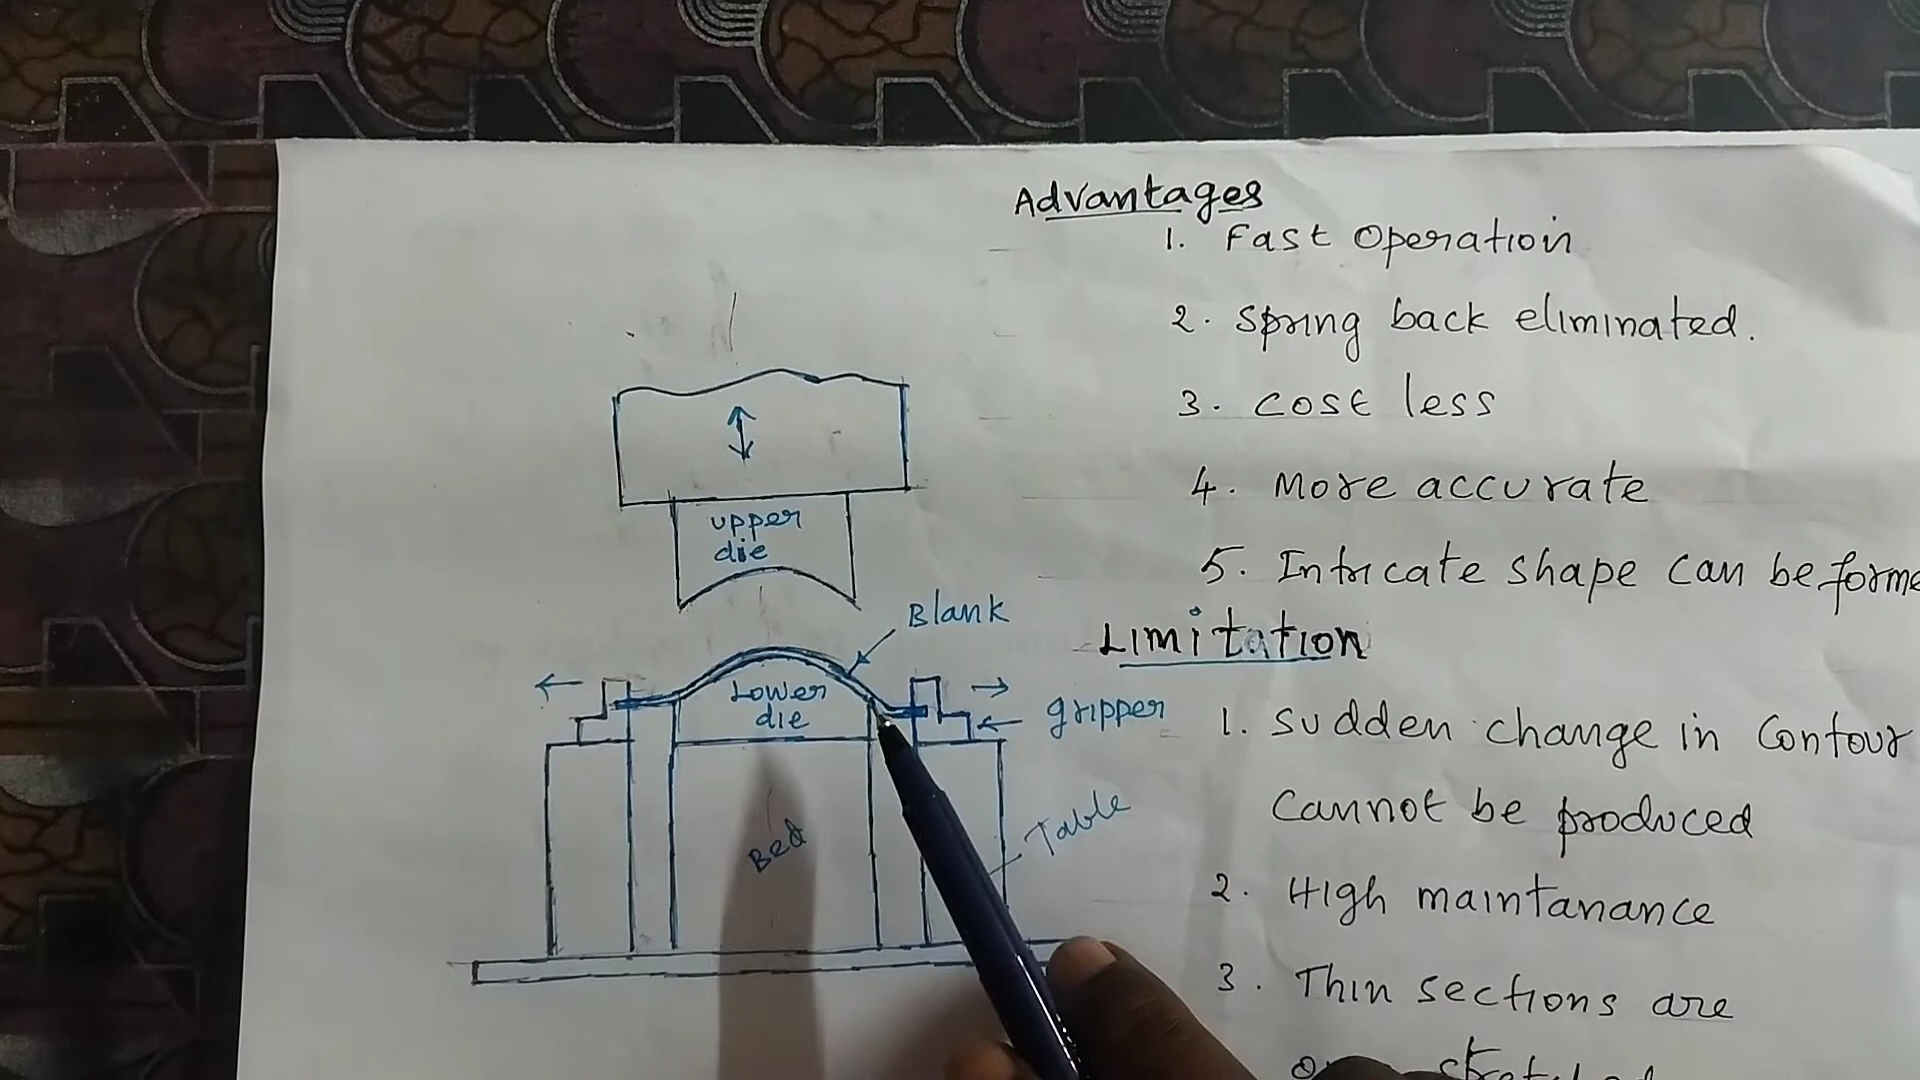 Advantages
1. Fast Operation
2. Spring back eliminated.
3. Cost less
4. More accurate
5. Intricate shape can be forme
upper
die
Blank
Lower
die
gripper
Bed
Table
Limitation
1. Sudden change in Contour
Cannot be produced
2. High maintanance
3. Thin sections are